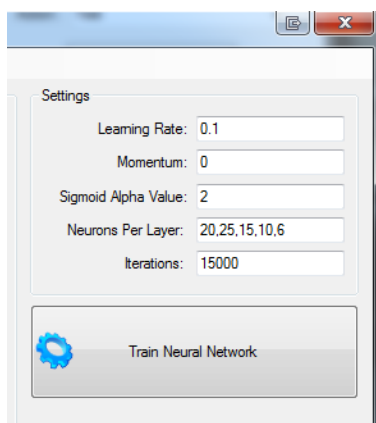 Settings
Learning Rate: 0.1
Momentum: 0
Sigmoid Alpha Value: 2
Neurons Per Layer: 20,25,15,10,6
Iterations: 15000
Train Neural Network